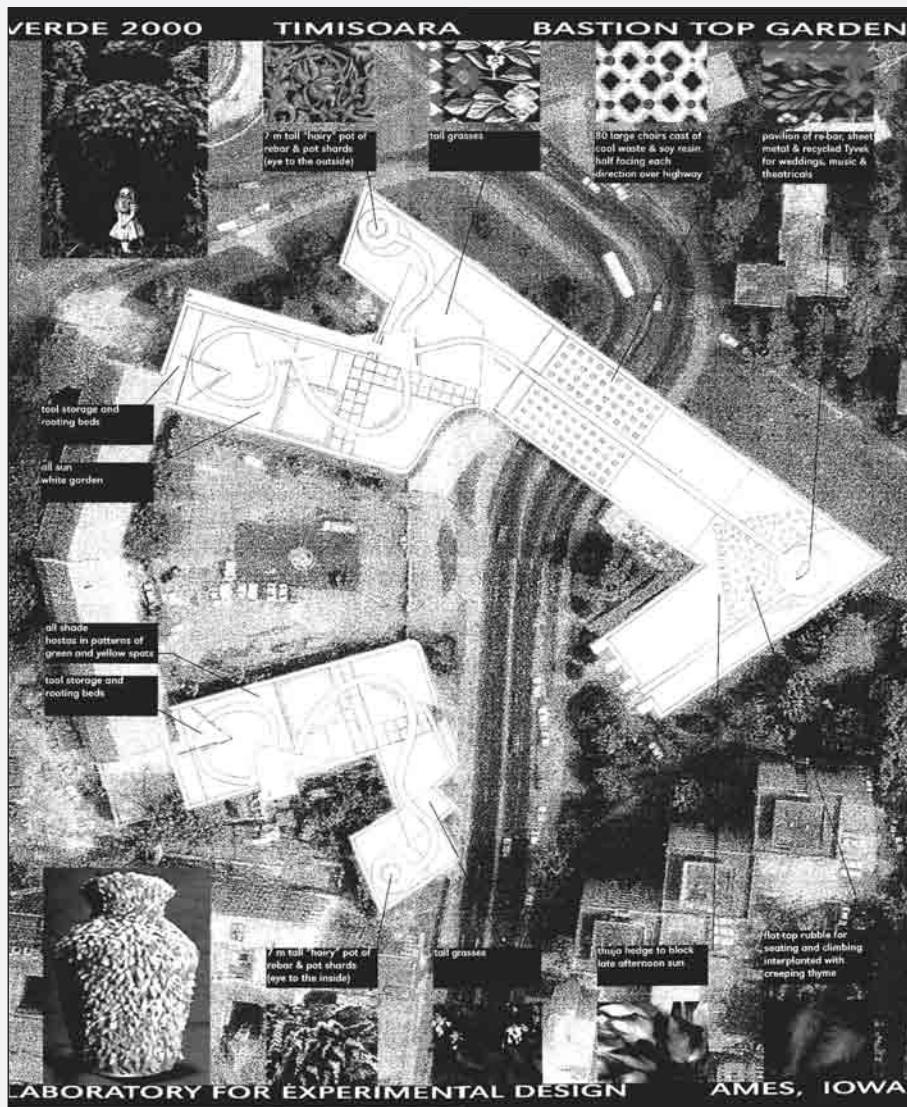 VERDE 2000 TIMISOARA BASTION TOP GARDEN
7 m tall "hairy" pot of
rebar & pot shards
(eye to the outside)
tall grasses
80 large chairs cast of
coal waste & soy resin
half facing each
direction over highway
pavilion of re-bar, sheet
metal & recycled Tyvek
for weddings, music &
theatricals
tool storage and
rooting beds
all sun
white garden
all shade
hostas in patterns of
green and yellow spots
tool storage and
rooting beds
7 m tall "hairy" pot of
rebar & pot shards
(eye to the inside)
tall grasses
thuja hedge to block
late afternoon sun
flat-top rubble for
seating and climbing
interplanted with
creeping thyme
LABORATORY FOR EXPERIMENTAL DESIGN AMES, IOWA